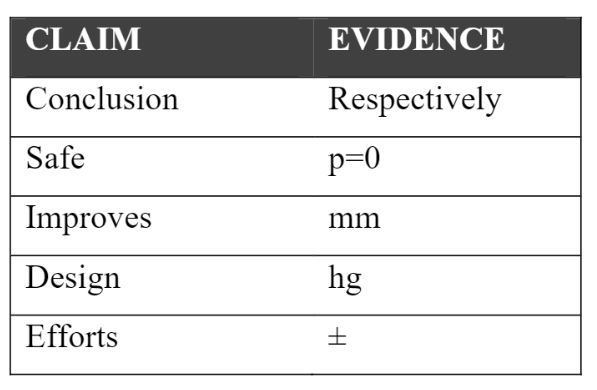 CLAIM EVIDENCE
Conclusion Respectively
Safe p=0
Improves mm
Design hg
Efforts ±